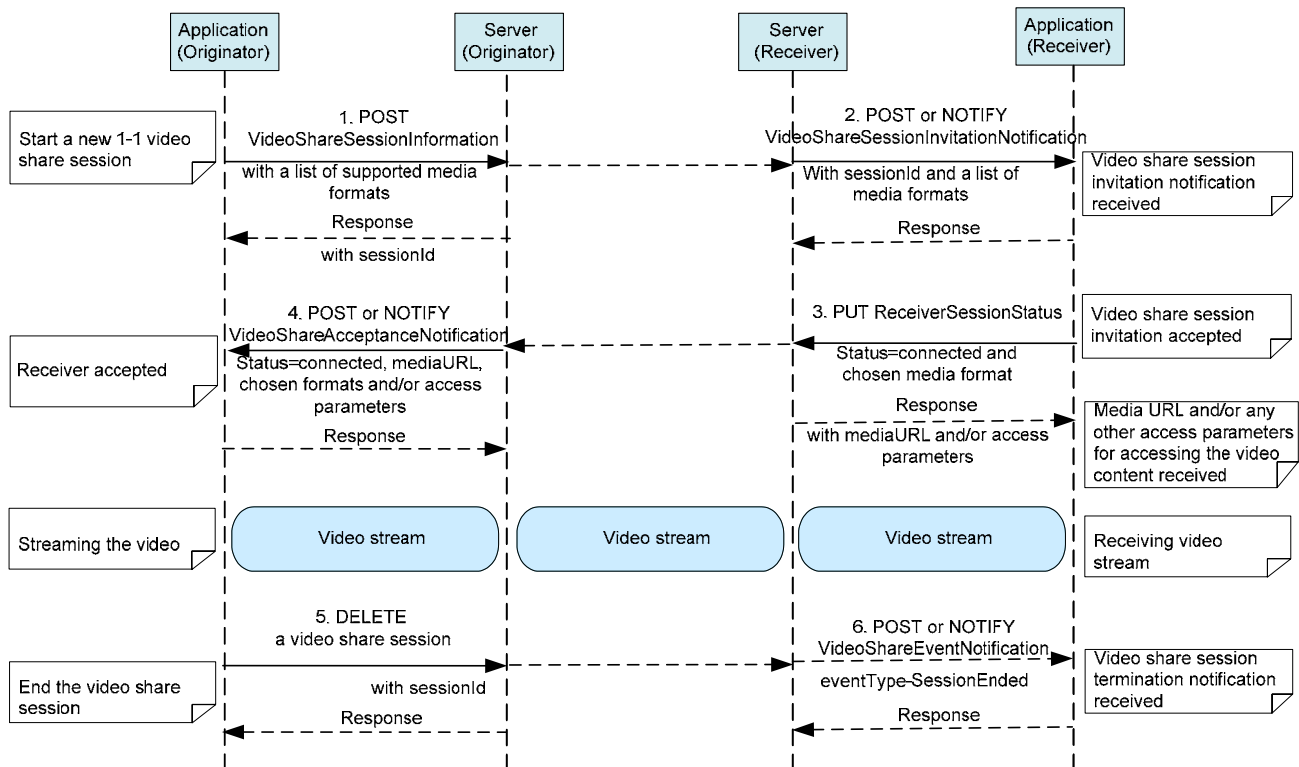 Application
(Originator)
Server
(Originator)
Server
(Receiver)
Application
(Receiver)
Start a new 1-1 video
share session
1. POST
VideoShareSessionInformation
with a list of supported media
formats
2. POST or NOTIFY
VideoShareSessionInvitationNotification
With sessionId and a list of
media formats
Video share session
invitation notification
received
Response
with sessionId
Response
Receiver accepted
4. POST or NOTIFY
VideoShareAcceptanceNotification
Status=connected, mediaURL,
chosen formats and/or access
parameters
3. PUT ReceiverSessionStatus
Status=connected and
chosen media format
Video share session
invitation accepted
Response
Response
with mediaURL and/or access
parameters
Media URL and/or any
other access parameters
for accessing the video
content received
Streaming the video
Video stream
Video stream
Video stream
Receiving video
stream
End the video share
session
5. DELETE
a video share session
with sessionId
6. POST or NOTIFY
VideoShareEventNotification
eventType-SessionEnded
Video share session
termination notification
received
Response
Response